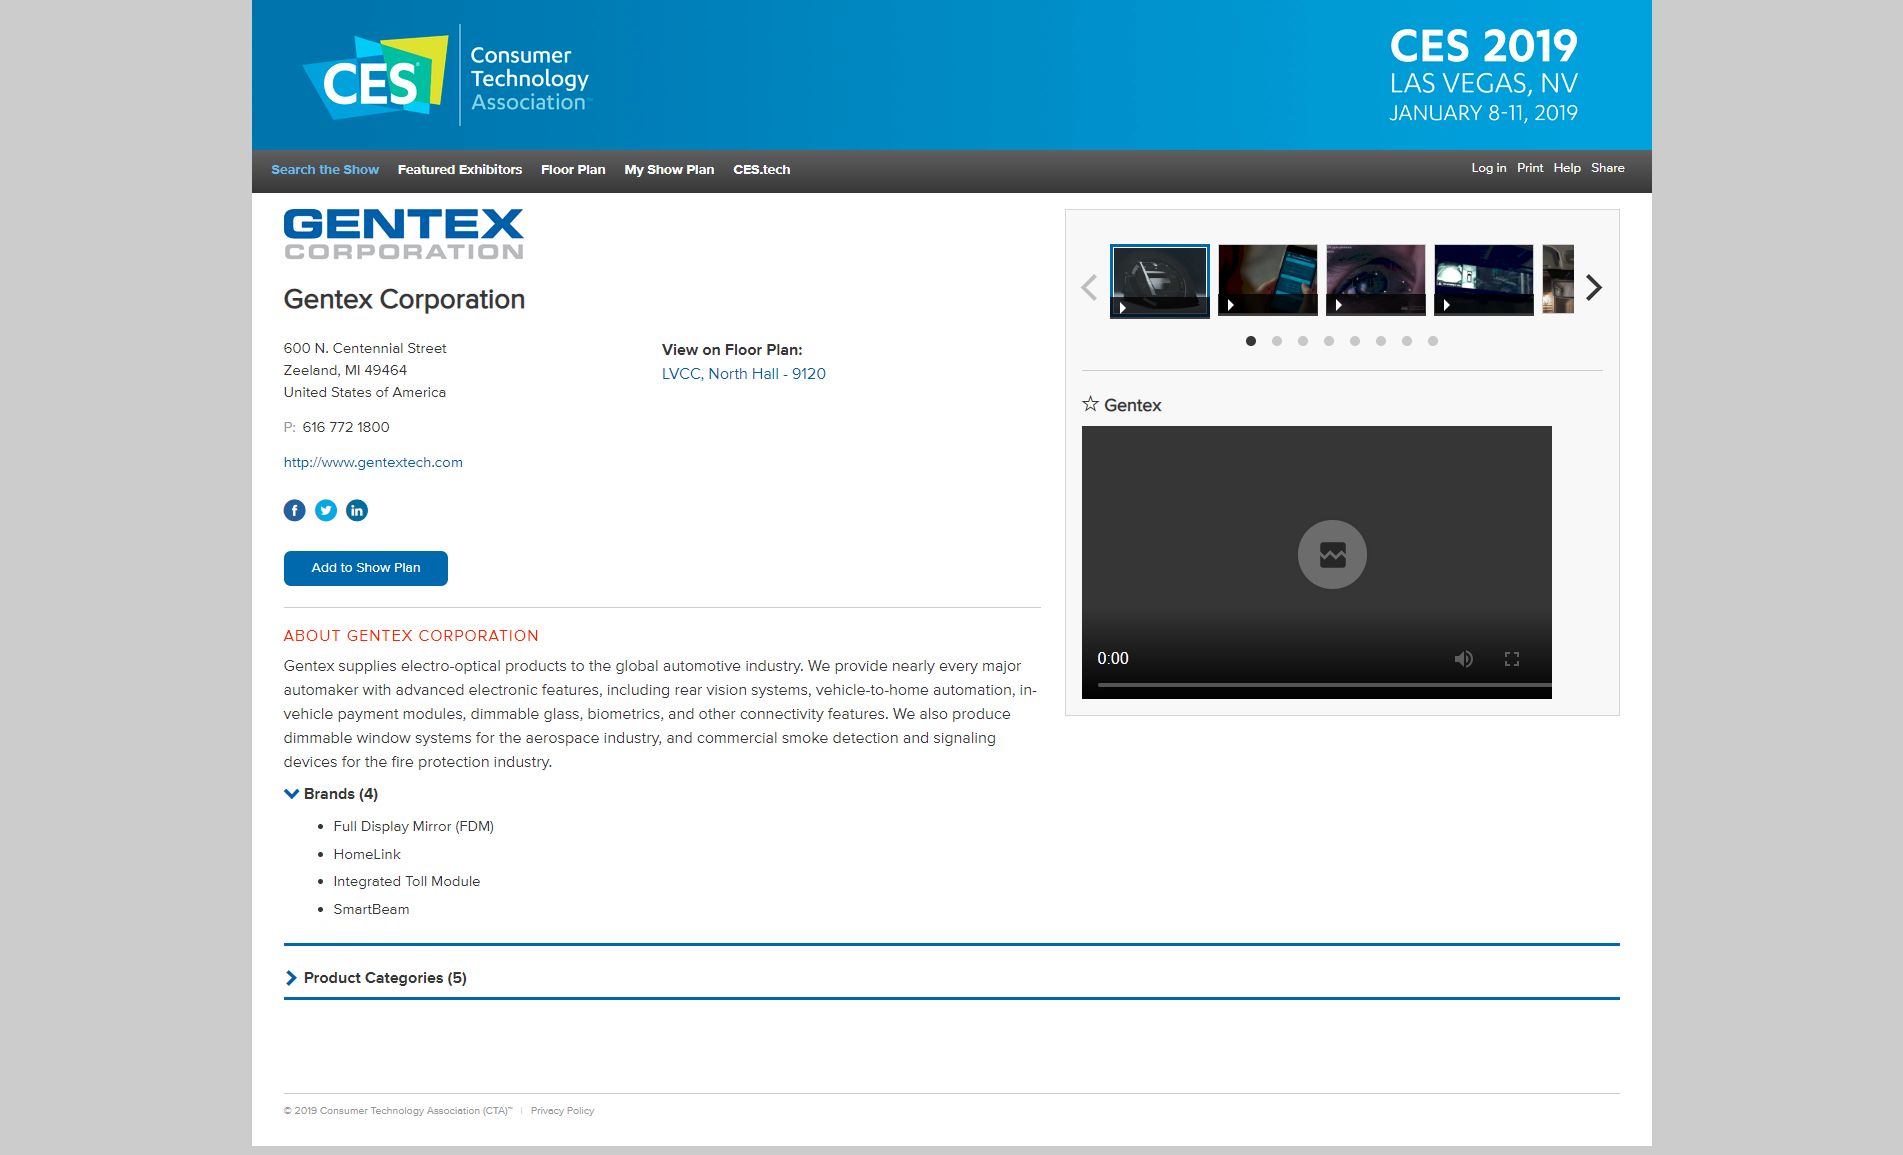 CES
Consumer
Technology
Association™
CES 2019
LAS VEGAS, NV
JANUARY 8-11, 2019
Search the Show Featured Exhibitors Floor Plan My Show Plan CES.tech
Log in Print Help Share
GENTEX
CORPORATION
Gentex Corporation
600 N. Centennial Street
Zeeland, MI 49464
United States of America
P: 616 772 1800
http://www.gentextech.com
View on Floor Plan:
LVCC, North Hall - 9120
Add to Show Plan
ABOUT GENTEX CORPORATION
Gentex supplies electro-optical products to the global automotive industry. We provide nearly every major
automaker with advanced electronic features, including rear vision systems, vehicle-to-home automation, in-
vehicle payment modules, dimmable glass, biometrics, and other connectivity features. We also produce
dimmable window systems for the aerospace industry, and commercial smoke detection and signaling
devices for the fire protection industry.
Brands (4)
• Full Display Mirror (FDM)
• HomeLink
• Integrated Toll Module
• SmartBeam
Gentex
0:00
Product Categories (5)
© 2019 Consumer Technology Association (CTA)™ | Privacy Policy